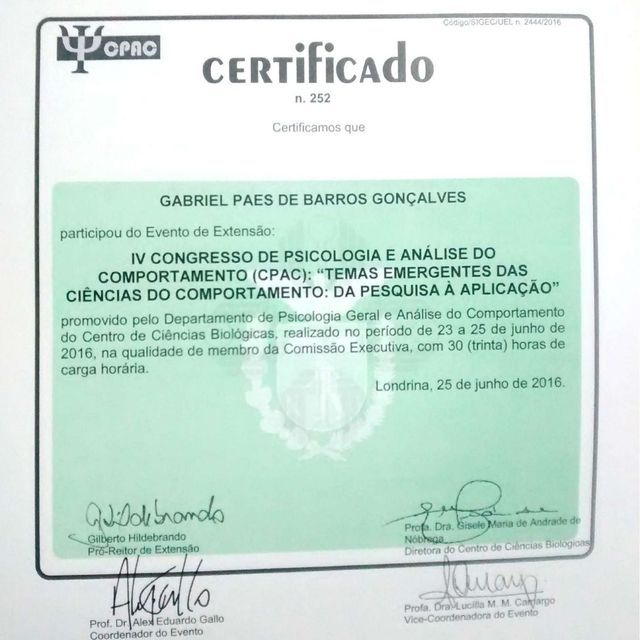 Código/SIGEC/UEL n. 2444/2016
CPAC
CERTIFICADO
n. 252
Certificamos que
GABRIEL PAES DE BARROS GONÇALVES
participou do Evento de Extensão:
IV CONGRESSO DE PSICOLOGIA E ANÁLISE DO
COMPORTAMENTO (CPAC): “TEMAS EMERGENTES DAS
CIÊNCIAS DO COMPORTAMENTO: DA PESQUISA À APLICAÇÃO”
promovido pelo Departamento de Psicologia Geral e Análise do Comportamento
do Centro de Ciências Biológicas, realizado no período de 23 a 25 de junho de
2016, na qualidade de membro da Comissão Executiva, com 30 (trinta) horas de
carga horária.
Londrina, 25 de junho de 2016.
Gildebrando
Gilberto Hildebrando
Pró-Reitor de Extensão
Profa. Dra. Gisele Maria de Andrade de
Nóbrega
Diretora do Centro de Ciências Biológicas
Prof. Dr. Alex Eduardo Gallo
Coordenador do Evento
Profa. Dra. Lucilla M. M. Camargo
Vice-Coordenadora do Evento